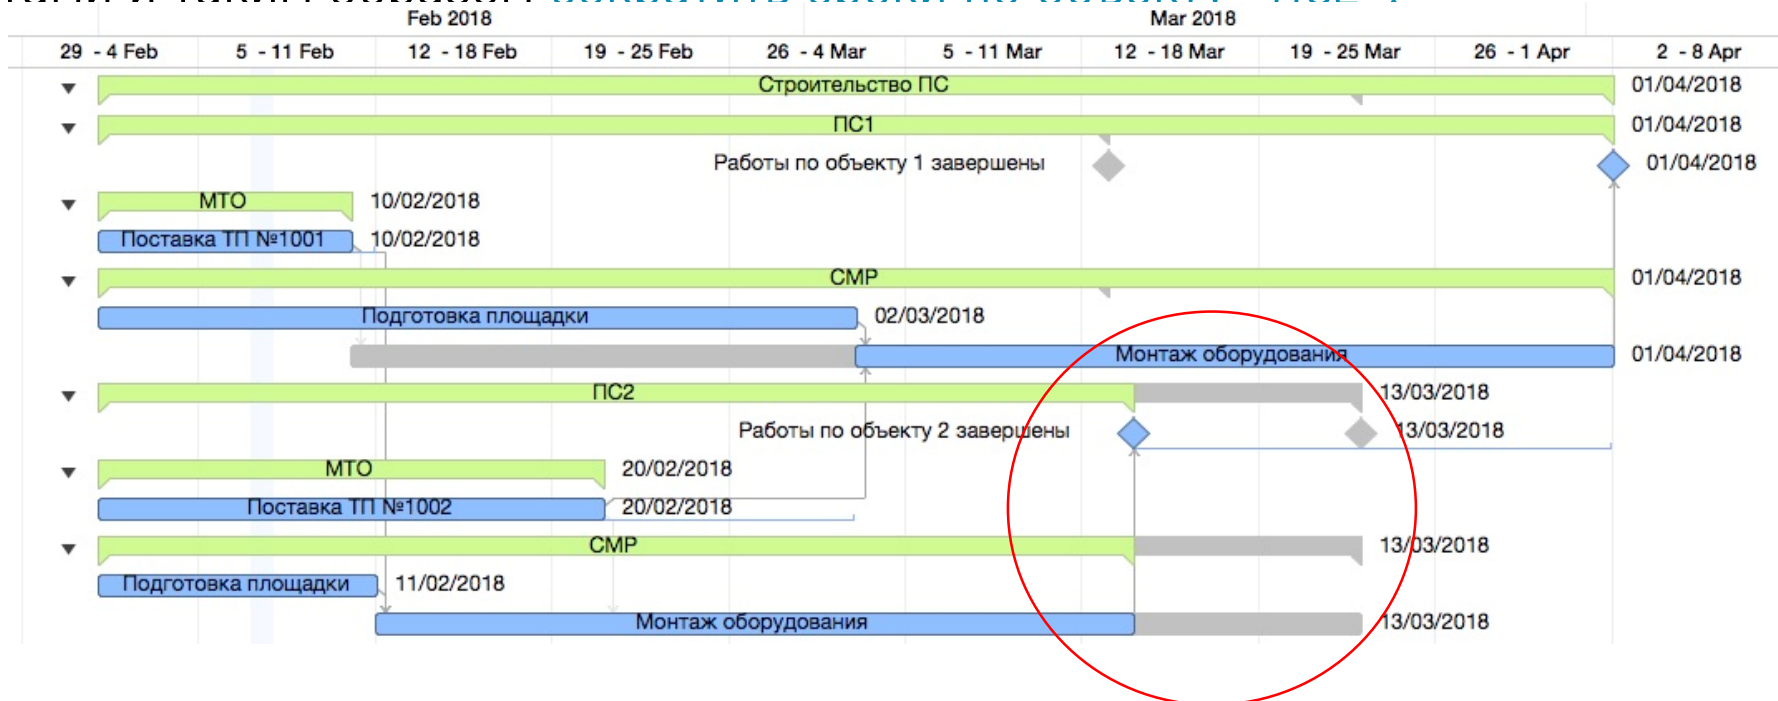 Feb 2018 Mar 2018
29 - 4 Feb 5 - 11 Feb 12 - 18 Feb 19 - 25 Feb 26 - 4 Mar 5 - 11 Mar 12 - 18 Mar 19 - 25 Mar 26 - 1 Apr 2 - 8 Apr
Строительство ПС 01/04/2018
ПС1 01/04/2018
Работы по объекту 1 завершены 01/04/2018
МТО 10/02/2018
Поставка ТП №1001 10/02/2018
СМР 01/04/2018
Подготовка площадки 02/03/2018
Монтаж оборудования 01/04/2018
ПС2 13/03/2018
Работы по объекту 2 завершены 13/03/2018
МТО 20/02/2018
Поставка ТП №1002 20/02/2018
СМР 13/03/2018
Подготовка площадки 11/02/2018
Монтаж оборудования 13/03/2018